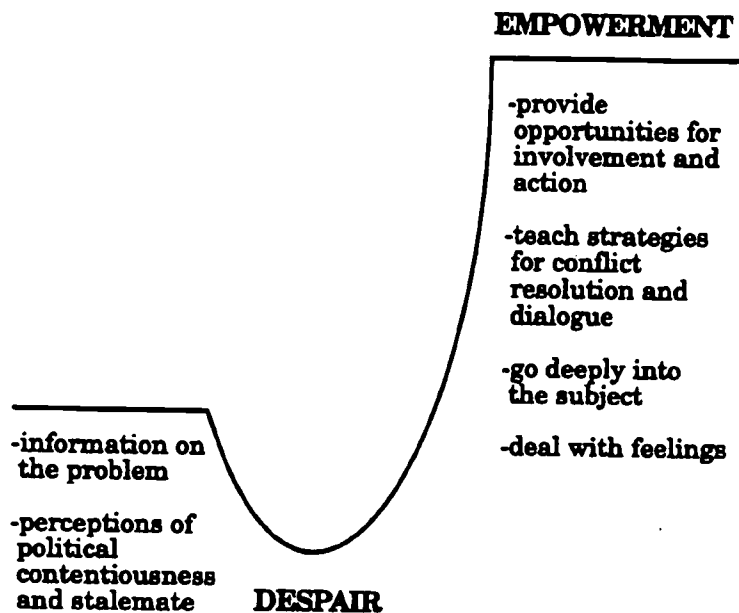 EMPOWERMENT
-provide
opportunities for
involvement and
action
-teach strategies
for conflict
resolution and
dialogue
-go deeply into
the subject
-deal with feelings
-information on
the problem
-perceptions of
political
contentiousness
and stalemate
DESPAIR